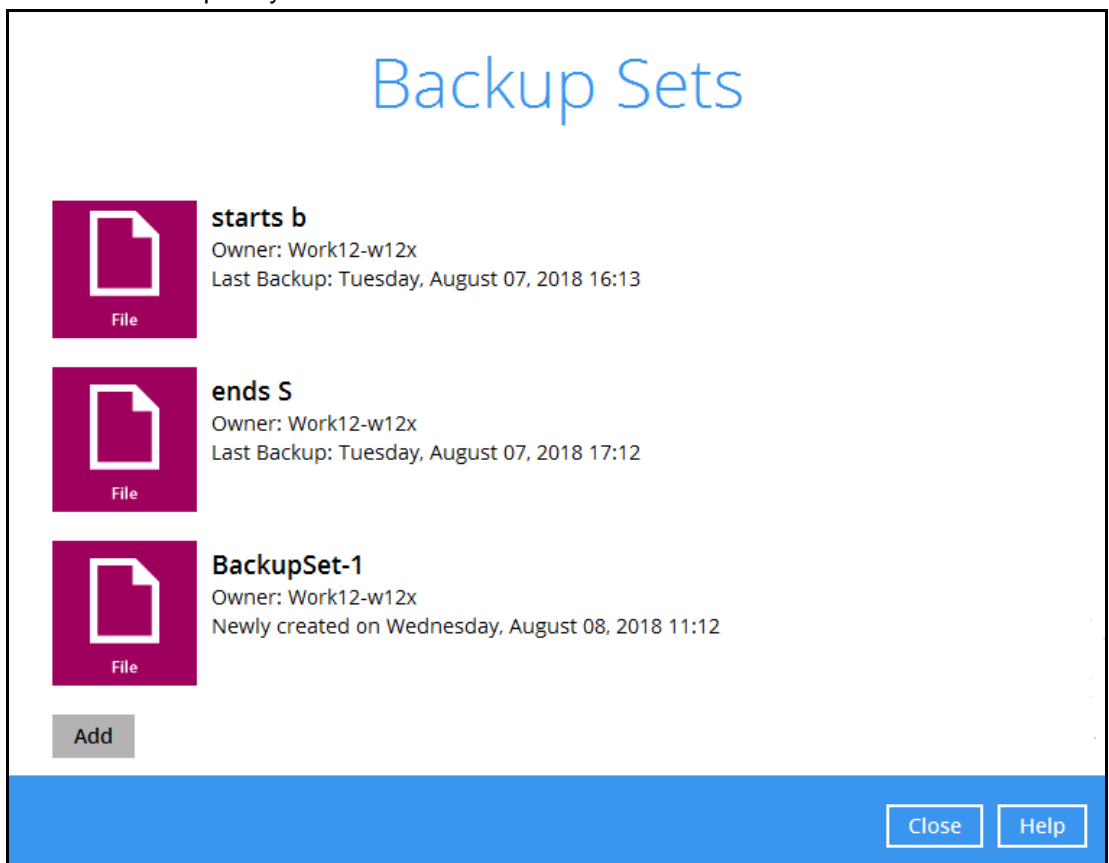 Backup Sets
starts b
Owner: Work12-w12x
Last Backup: Tuesday, August 07, 2018 16:13
File
ends S
Owner: Work12-w12x
Last Backup: Tuesday, August 07, 2018 17:12
File
BackupSet-1
Owner: Work12-w12x
Newly created on Wednesday, August 08, 2018 11:12
File
Add
Close Help